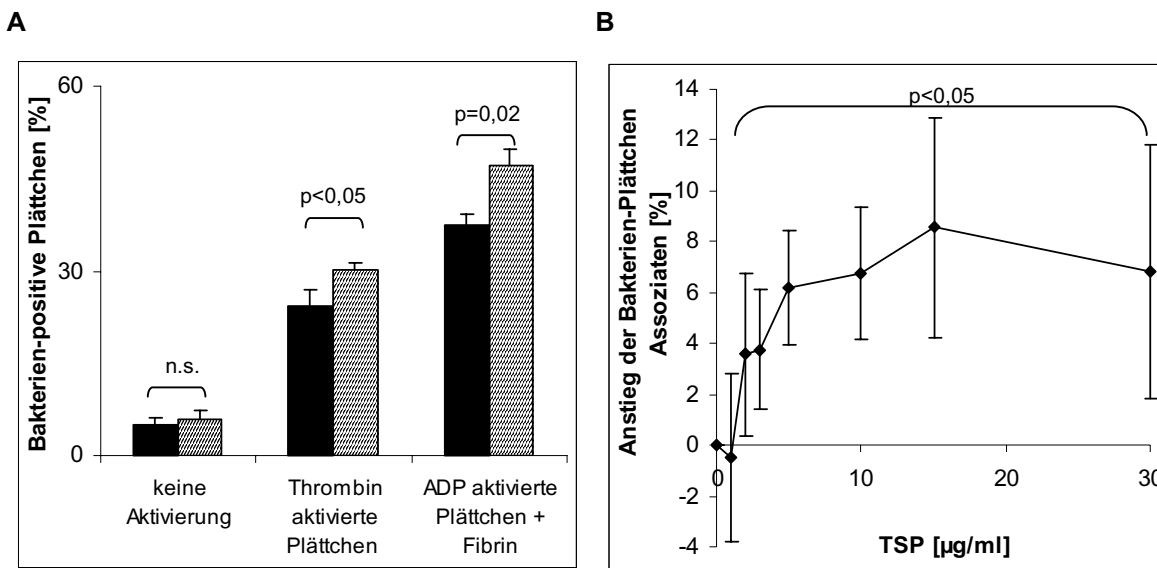 A
Bakterien-positive Plättchen [%]
60
30
0
n.s.
p<0,05
p=0,02
keine
Aktivierung
Thrombin
aktivierte
Plättchen
ADP aktivierte
Plättchen +
Fibrin
B
Anstieg der Bakterien-Plättchen
Assoziaten [%]
14
12
10
8
6
4
2
0
-2
-4
p<0,05
0
10
20
30
TSP [µg/ml]